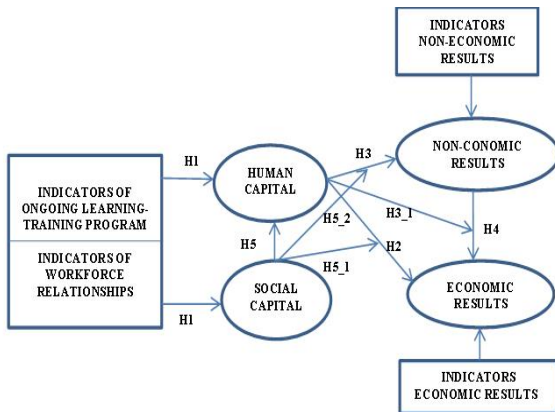 INDICATORS
NON-ECONOMIC
RESULTS
H1
H3
HUMAN
CAPITAL
NON-CONOMIC
RESULTS
INDICATORS OF
ONGOING LEARNING-
TRAINING PROGRAM
H5_2
H3_1
H4
H2
H5
H5_1
INDICATORS OF
WORKFORCE
RELATIONSHIPS
SOCIAL
CAPITAL
H1
ECONOMIC
RESULTS
INDICATORS
ECONOMIC RESULTS